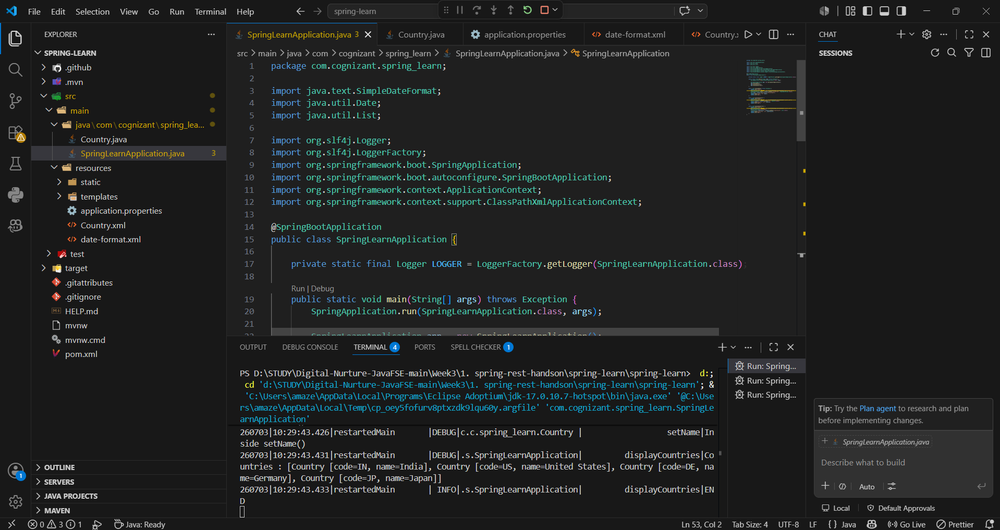 File Edit Selection View Go Run Terminal Help
spring-learn
EXPLORER
SPRING-LEARN
.github
.mvn
src
main
java\com\cognizant\spring_lea...
Country.java
SpringLearnApplication.java 3
resources
static
templates
application.properties
Country.xml
date-format.xml
test
target
.gitattributes
.gitignore
HELP.md
mvnw
mvnw.cmd
pom.xml
OUTLINE
SERVERS
JAVA PROJECTS
MAVEN
SpringLearnApplication.java 3
Country.java
application.properties
date-format.xml
Country.x
src > main > java > com > cognizant > spring_learn > SpringLearnApplication.java > SpringLearnApplication
1 package com.cognizant.spring_learn;
2
3 import java.text.SimpleDateFormat;
4 import java.util.Date;
5 import java.util.List;
6
7 import org.slf4j.Logger;
8 import org.slf4j.LoggerFactory;
9 import org.springframework.boot.SpringApplication;
10 import org.springframework.boot.autoconfigure.SpringBootApplication;
11 import org.springframework.context.ApplicationContext;
12 import org.springframework.context.support.ClassPathXmlApplicationContext;
13
14 @SpringBootApplication
15 public class SpringLearnApplication {
16
17 private static final Logger LOGGER = LoggerFactory.getLogger(SpringLearnApplication.class);
18
Run | Debug
19 public static void main(String[] args) throws Exception {
20 SpringApplication.run(SpringLearnApplication.class, args);
21
22 SpringLearnApplication app = new SpringLearnApplication();
OUTPUT DEBUG CONSOLE TERMINAL 4 PORTS SPELL CHECKER 1
PS D:\STUDY\Digital-Nurture-JavaFSE-main\Week3\1. spring-rest-handson\spring-learn\spring-learn> d:;
cd 'd:\STUDY\Digital-Nurture-JavaFSE-main\Week3\1. spring-rest-handson\spring-learn\spring-learn'; &
'C:\Users\amaze\AppData\Local\Programs\Eclipse Adoptium\jdk-17.0.10.7-hotspot\bin\java.exe' '@C:\Use
rs\amaze\AppData\Local\Temp\cp_oey5fofurv8ptxzdk9lqu60y.argfile' 'com.cognizant.spring_learn.SpringLe
arnApplication'
260703|10:29:43.426|restartedMain |DEBUG|c.c.spring_learn.Country | setName|In
side setName()
260703|10:29:43.431|restartedMain |DEBUG|.s.SpringLearnApplication| displayCountries|Co
untries : [Country [code=IN, name=India], Country [code=US, name=United States], Country [code=DE, na
me=Germany], Country [code=JP, name=Japan]]
260703|10:29:43.433|restartedMain | INFO|.s.SpringLearnApplication| displayCountries|EN
D
Run: Spring...
Run: Spring...
Run: Spring...
CHAT
SESSIONS
Tip: Try the Plan agent to research and plan
before implementing changes.
SpringLearnApplication.java
Describe what to build
Auto
Local Default Approvals
1
0 3 1 Java: Ready
Ln 53, Col 2 Tab Size: 4 UTF-8 LF {} Java Go Live Prettier